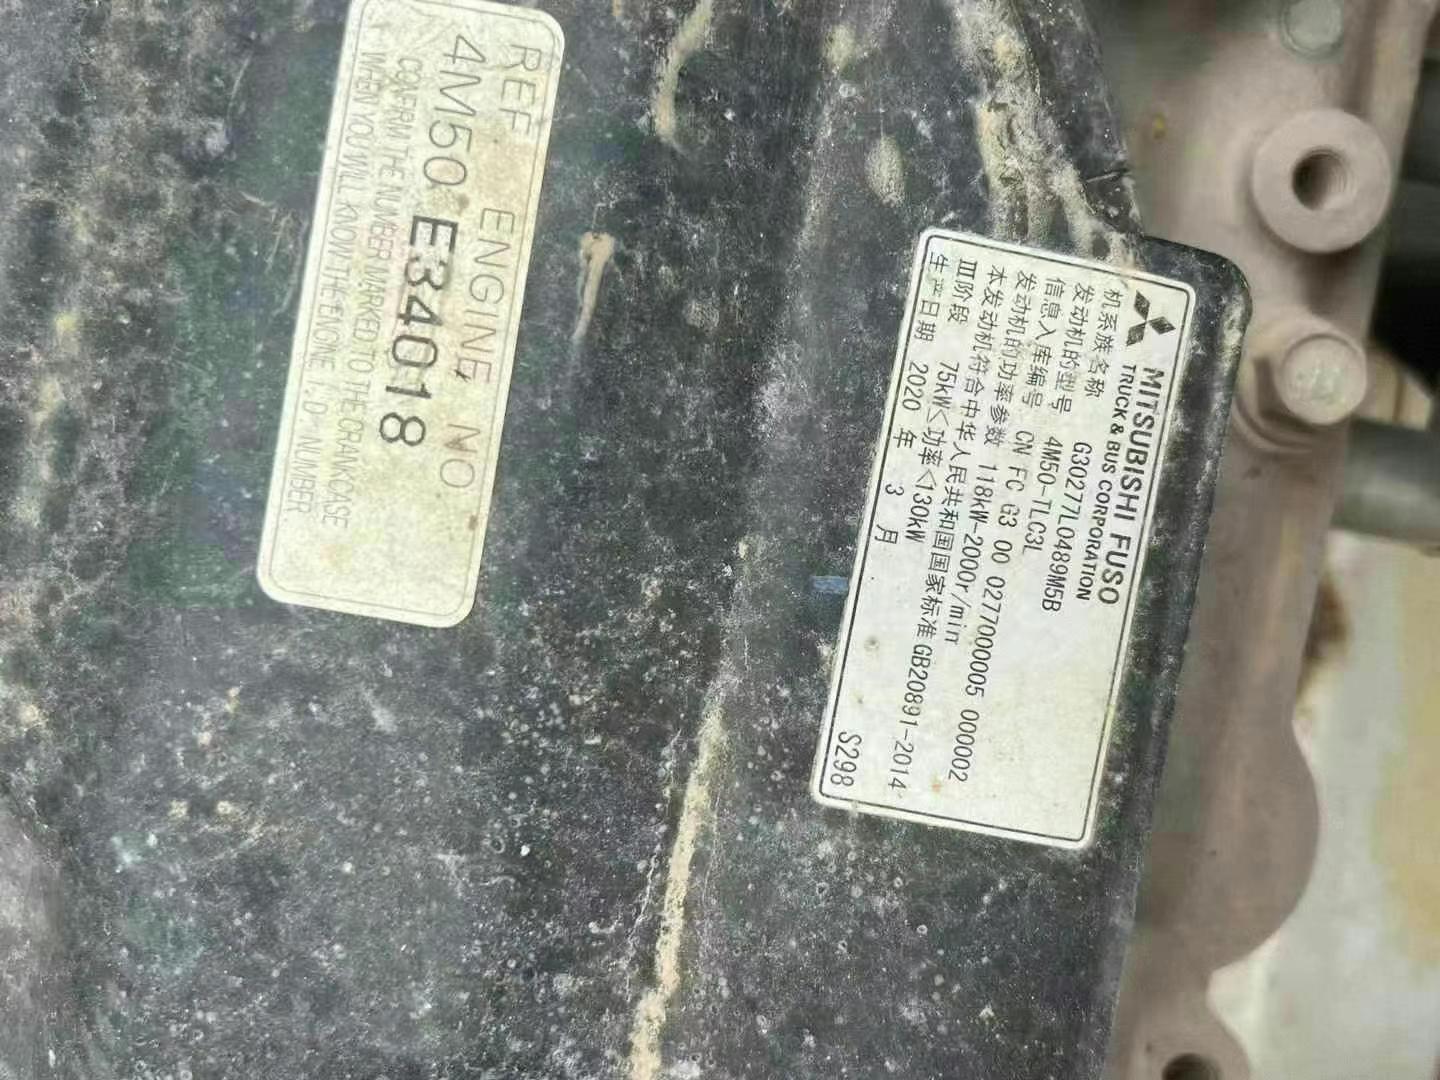 REF ENGINE NO
4M50 E34018
CONFIRM THE NUMBER MARKED TO THE CRANKCASE
WHEN YOU WILL KNOW THE ENGINE I.D NUMBER.
MITSUBISHI FUSO
TRUCK & BUS CORPORATION
机系族名称 G30277L0489M5B
发动机的型号 4M50-TLC3L
信息入库编号 CN FC G3 00 0277000005 000002
发动机的功率参数 118kW-2000r/min
本发动机符合中华人民共和国国家标准 GB20891-2014
III阶段 75kW<功率<130kW
生产日期 2020 年 3 月 S298